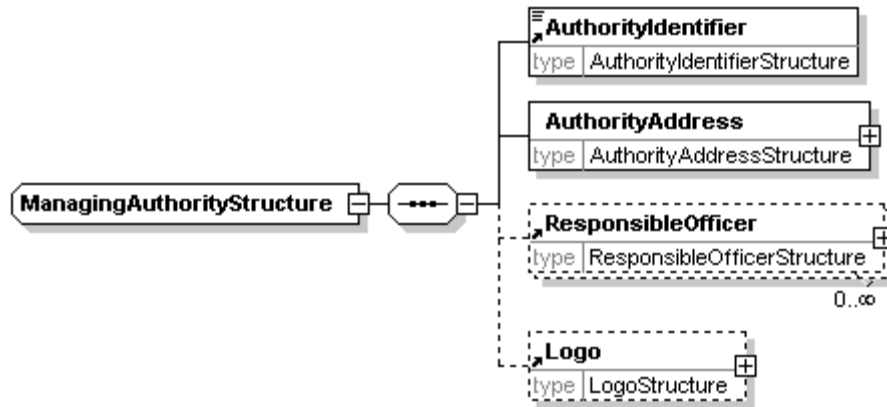 AuthorityIdentifier
type AuthorityIdentifierStructure
AuthorityAddress
type AuthorityAddressStructure
ManagingAuthorityStructure
ResponsibleOfficer
type ResponsibleOfficerStructure
0..∞
Logo
type LogoStructure